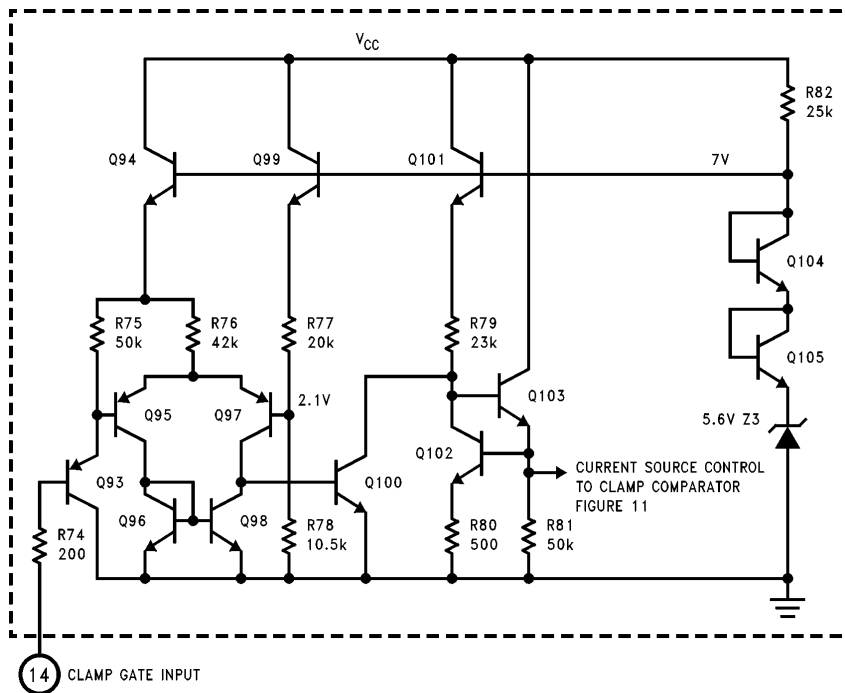 V_CC
R82
25k
Q94
Q99
Q101
7V
Q104
R75
50k
R76
42k
R77
20k
R79
23k
Q105
2.1V
Q95
Q97
Q103
5.6V Z3
Q102
Q93
Q100
CURRENT SOURCE CONTROL
TO CLAMP COMPARATOR
FIGURE 11
Q96
Q98
R74
200
R78
10.5k
R80
500
R81
50k
14 CLAMP GATE INPUT